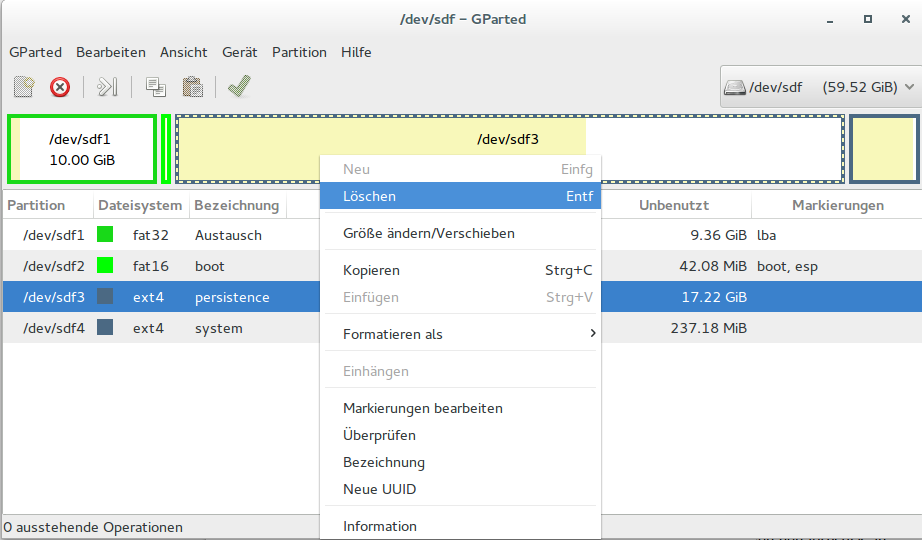 /dev/sdf – GParted
GParted Bearbeiten Ansicht Gerät Partition Hilfe
/dev/sdf (59.52 GiB)
/dev/sdf1
10.00 GiB
/dev/sdf3
Partition Dateisystem Bezeichnung Unbenutzt Markierungen
/dev/sdf1 fat32 Austausch 9.36 GiB lba
/dev/sdf2 fat16 boot 42.08 MiB boot, esp
/dev/sdf3 ext4 persistence 17.22 GiB
/dev/sdf4 ext4 system 237.18 MiB
Neu Einfg
Löschen Entf
Größe ändern/Verschieben
Kopieren Strg+C
Einfügen Strg+V
Formatieren als
Einhängen
Markierungen bearbeiten
Überprüfen
Bezeichnung
Neue UUID
Information
0 ausstehende Operationen